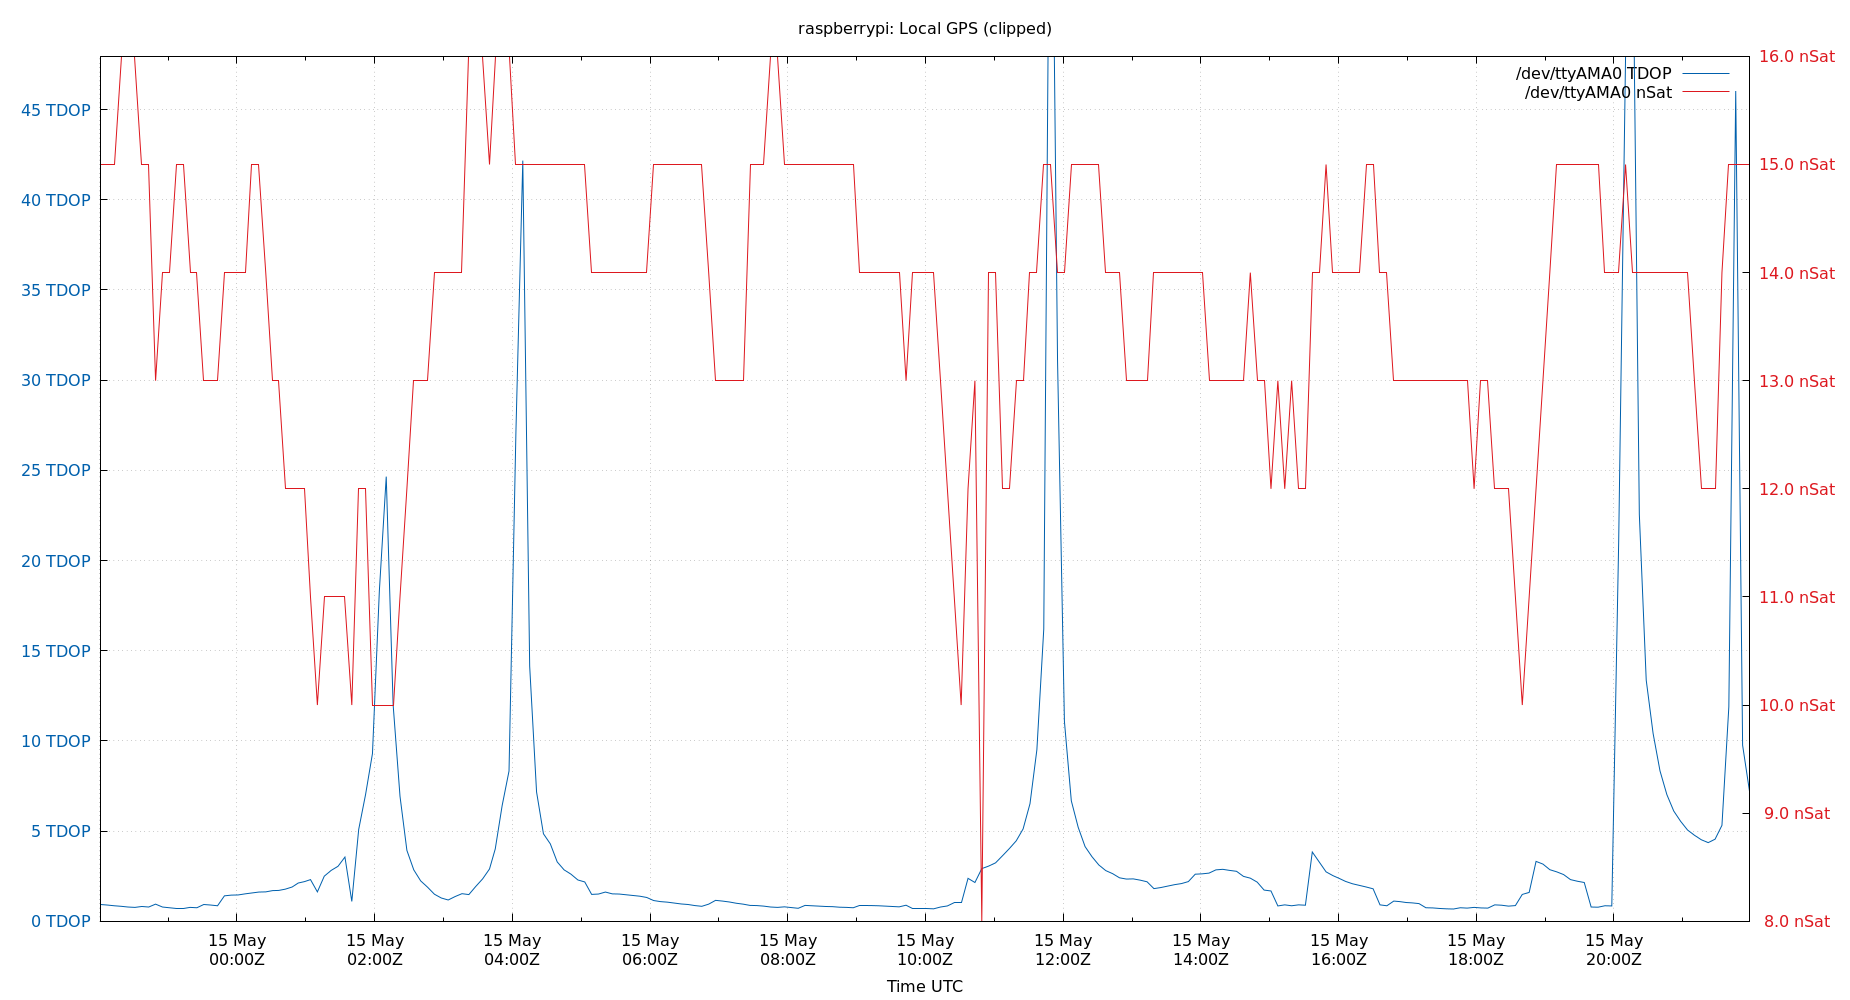 raspberrypi: Local GPS (clipped)
/dev/ttyAMA0 TDOP
/dev/ttyAMA0 nSat
45 TDOP
40 TDOP
35 TDOP
30 TDOP
25 TDOP
20 TDOP
15 TDOP
10 TDOP
5 TDOP
0 TDOP
16.0 nSat
15.0 nSat
14.0 nSat
13.0 nSat
12.0 nSat
11.0 nSat
10.0 nSat
9.0 nSat
8.0 nSat
15 May
00:00Z
15 May
02:00Z
15 May
04:00Z
15 May
06:00Z
15 May
08:00Z
15 May
10:00Z
15 May
12:00Z
15 May
14:00Z
15 May
16:00Z
15 May
18:00Z
15 May
20:00Z
Time UTC